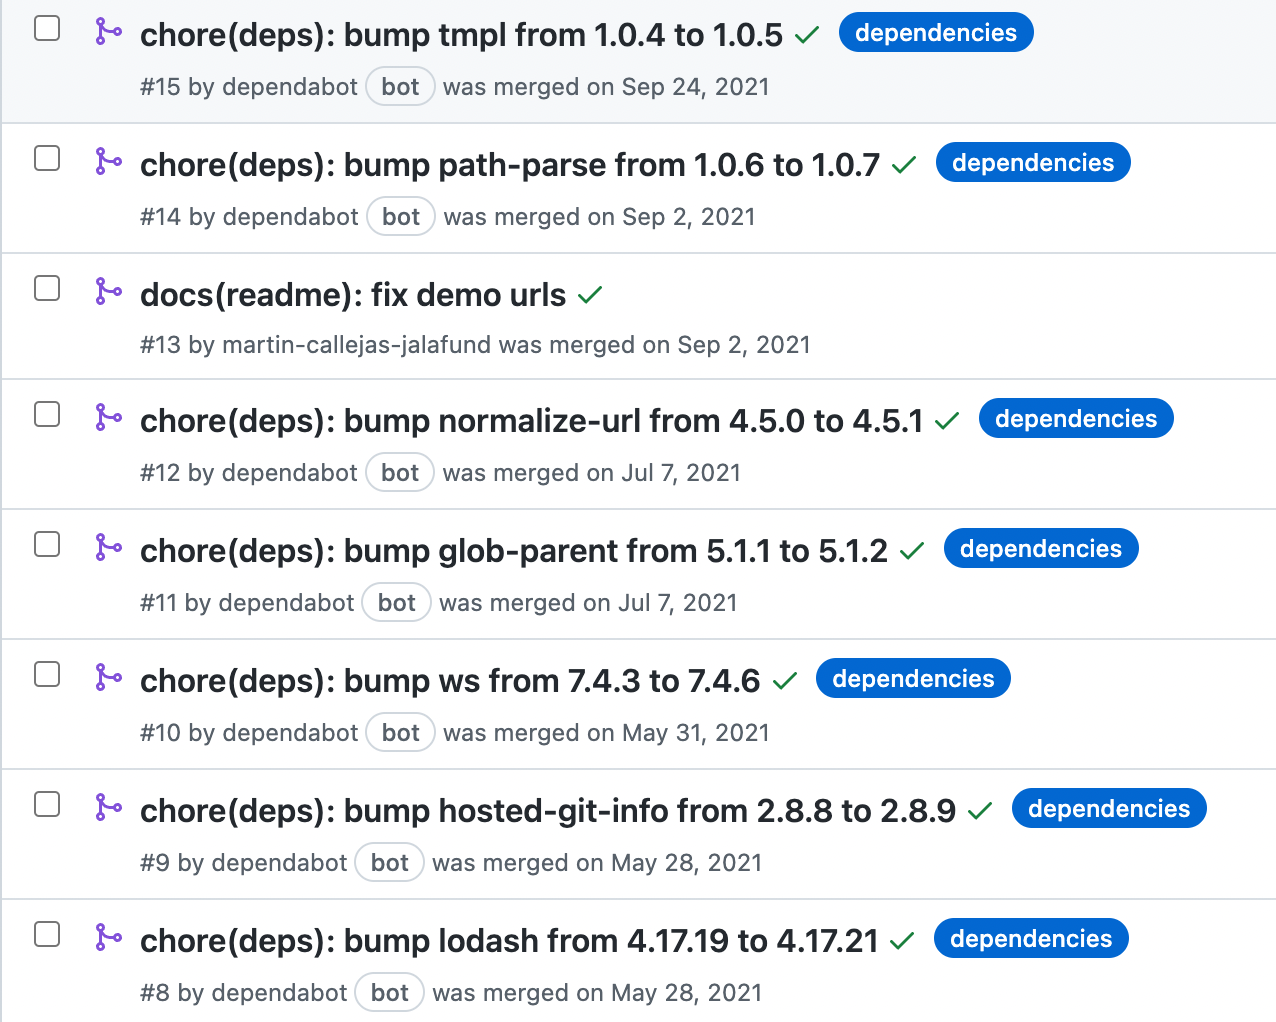 chore(deps): bump tmpl from 1.0.4 to 1.0.5 dependencies
#15 by dependabot bot was merged on Sep 24, 2021
chore(deps): bump path-parse from 1.0.6 to 1.0.7 dependencies
#14 by dependabot bot was merged on Sep 2, 2021
docs(readme): fix demo urls
#13 by martin-callejas-jalafund was merged on Sep 2, 2021
chore(deps): bump normalize-url from 4.5.0 to 4.5.1 dependencies
#12 by dependabot bot was merged on Jul 7, 2021
chore(deps): bump glob-parent from 5.1.1 to 5.1.2 dependencies
#11 by dependabot bot was merged on Jul 7, 2021
chore(deps): bump ws from 7.4.3 to 7.4.6 dependencies
#10 by dependabot bot was merged on May 31, 2021
chore(deps): bump hosted-git-info from 2.8.8 to 2.8.9 dependencies
#9 by dependabot bot was merged on May 28, 2021
chore(deps): bump lodash from 4.17.19 to 4.17.21 dependencies
#8 by dependabot bot was merged on May 28, 2021